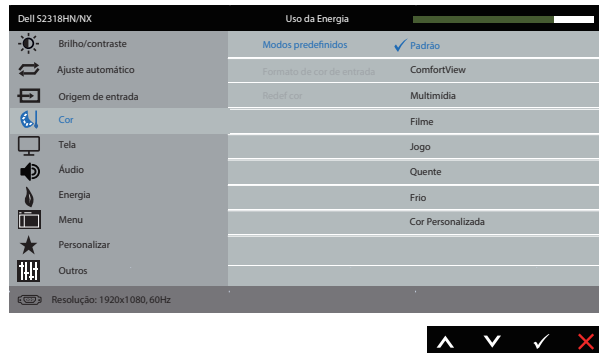 Dell S2318HN/NX Uso da Energia
Brilho/contraste Modos predefinidos Padrão
Ajuste automático Formato de cor de entrada ComfortView
Origem de entrada Redef cor Multimídia
Cor Filme
Tela Jogo
Áudio Quente
Energia Frio
Menu Cor Personalizada
Personalizar
Outros
Resolução: 1920x1080, 60Hz